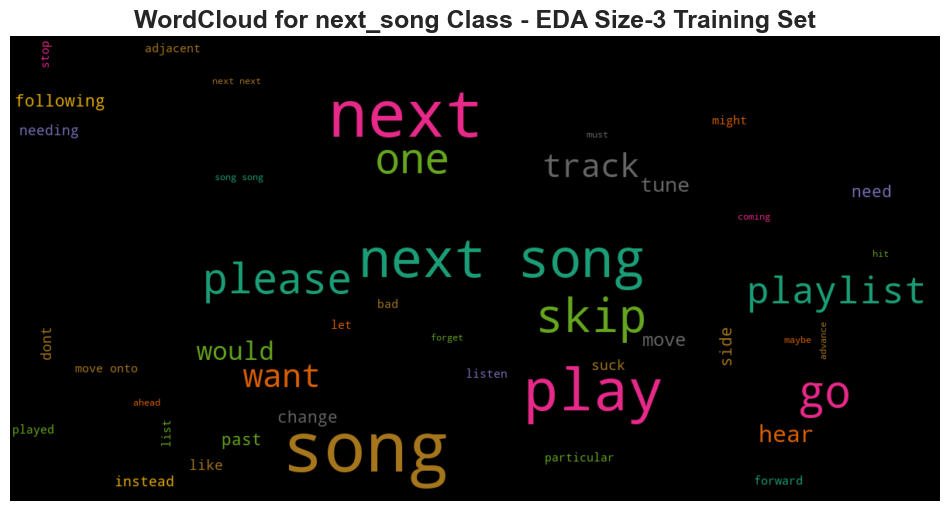 WordCloud for next_song Class - EDA Size-3 Training Set
stop
adjacent
next next
following
needing
next
one
must
might
track
tune
song song
need
coming
next song
please
hit
playlist
bad
skip
let
forget
move
maybe
advance
side
dont
would
move onto
want
listen
suck
play
go
ahead
change
song
played
list
past
hear
like
particular
instead
forward